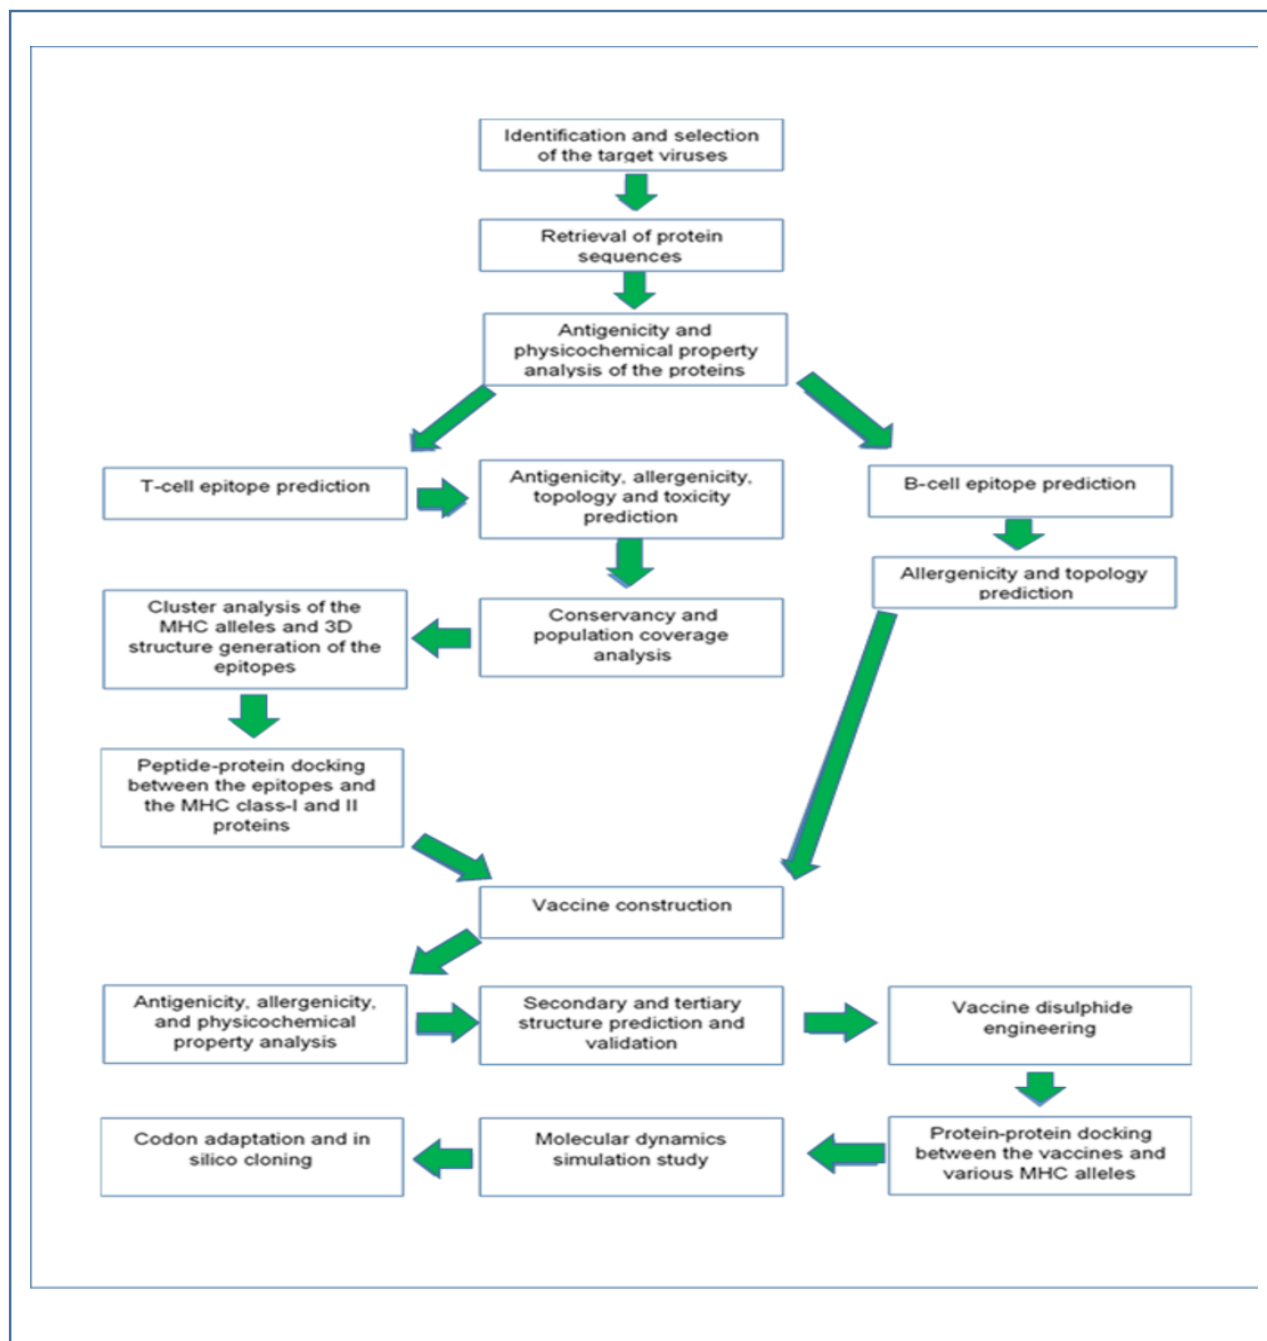 Identification and selection
of the target viruses
Retrieval of protein
sequences
Antigenicity and
physicochemical property
analysis of the proteins
T-cell epitope prediction
Antigenicity, allergenicity,
topology and toxicity
prediction
B-cell epitope prediction
Allergenicity and topology
prediction
Cluster analysis of the
MHC alleles and 3D
structure generation of the
epitopes
Conservancy and
population coverage
analysis
Peptide-protein docking
between the epitopes and
the MHC class-I and II
proteins
Vaccine construction
Antigenicity, allergenicity,
and physicochemical
property analysis
Secondary and tertiary
structure prediction and
validation
Vaccine disulphide
engineering
Codon adaptation and in
silico cloning
Molecular dynamics
simulation study
Protein-protein docking
between the vaccines and
various MHC alleles